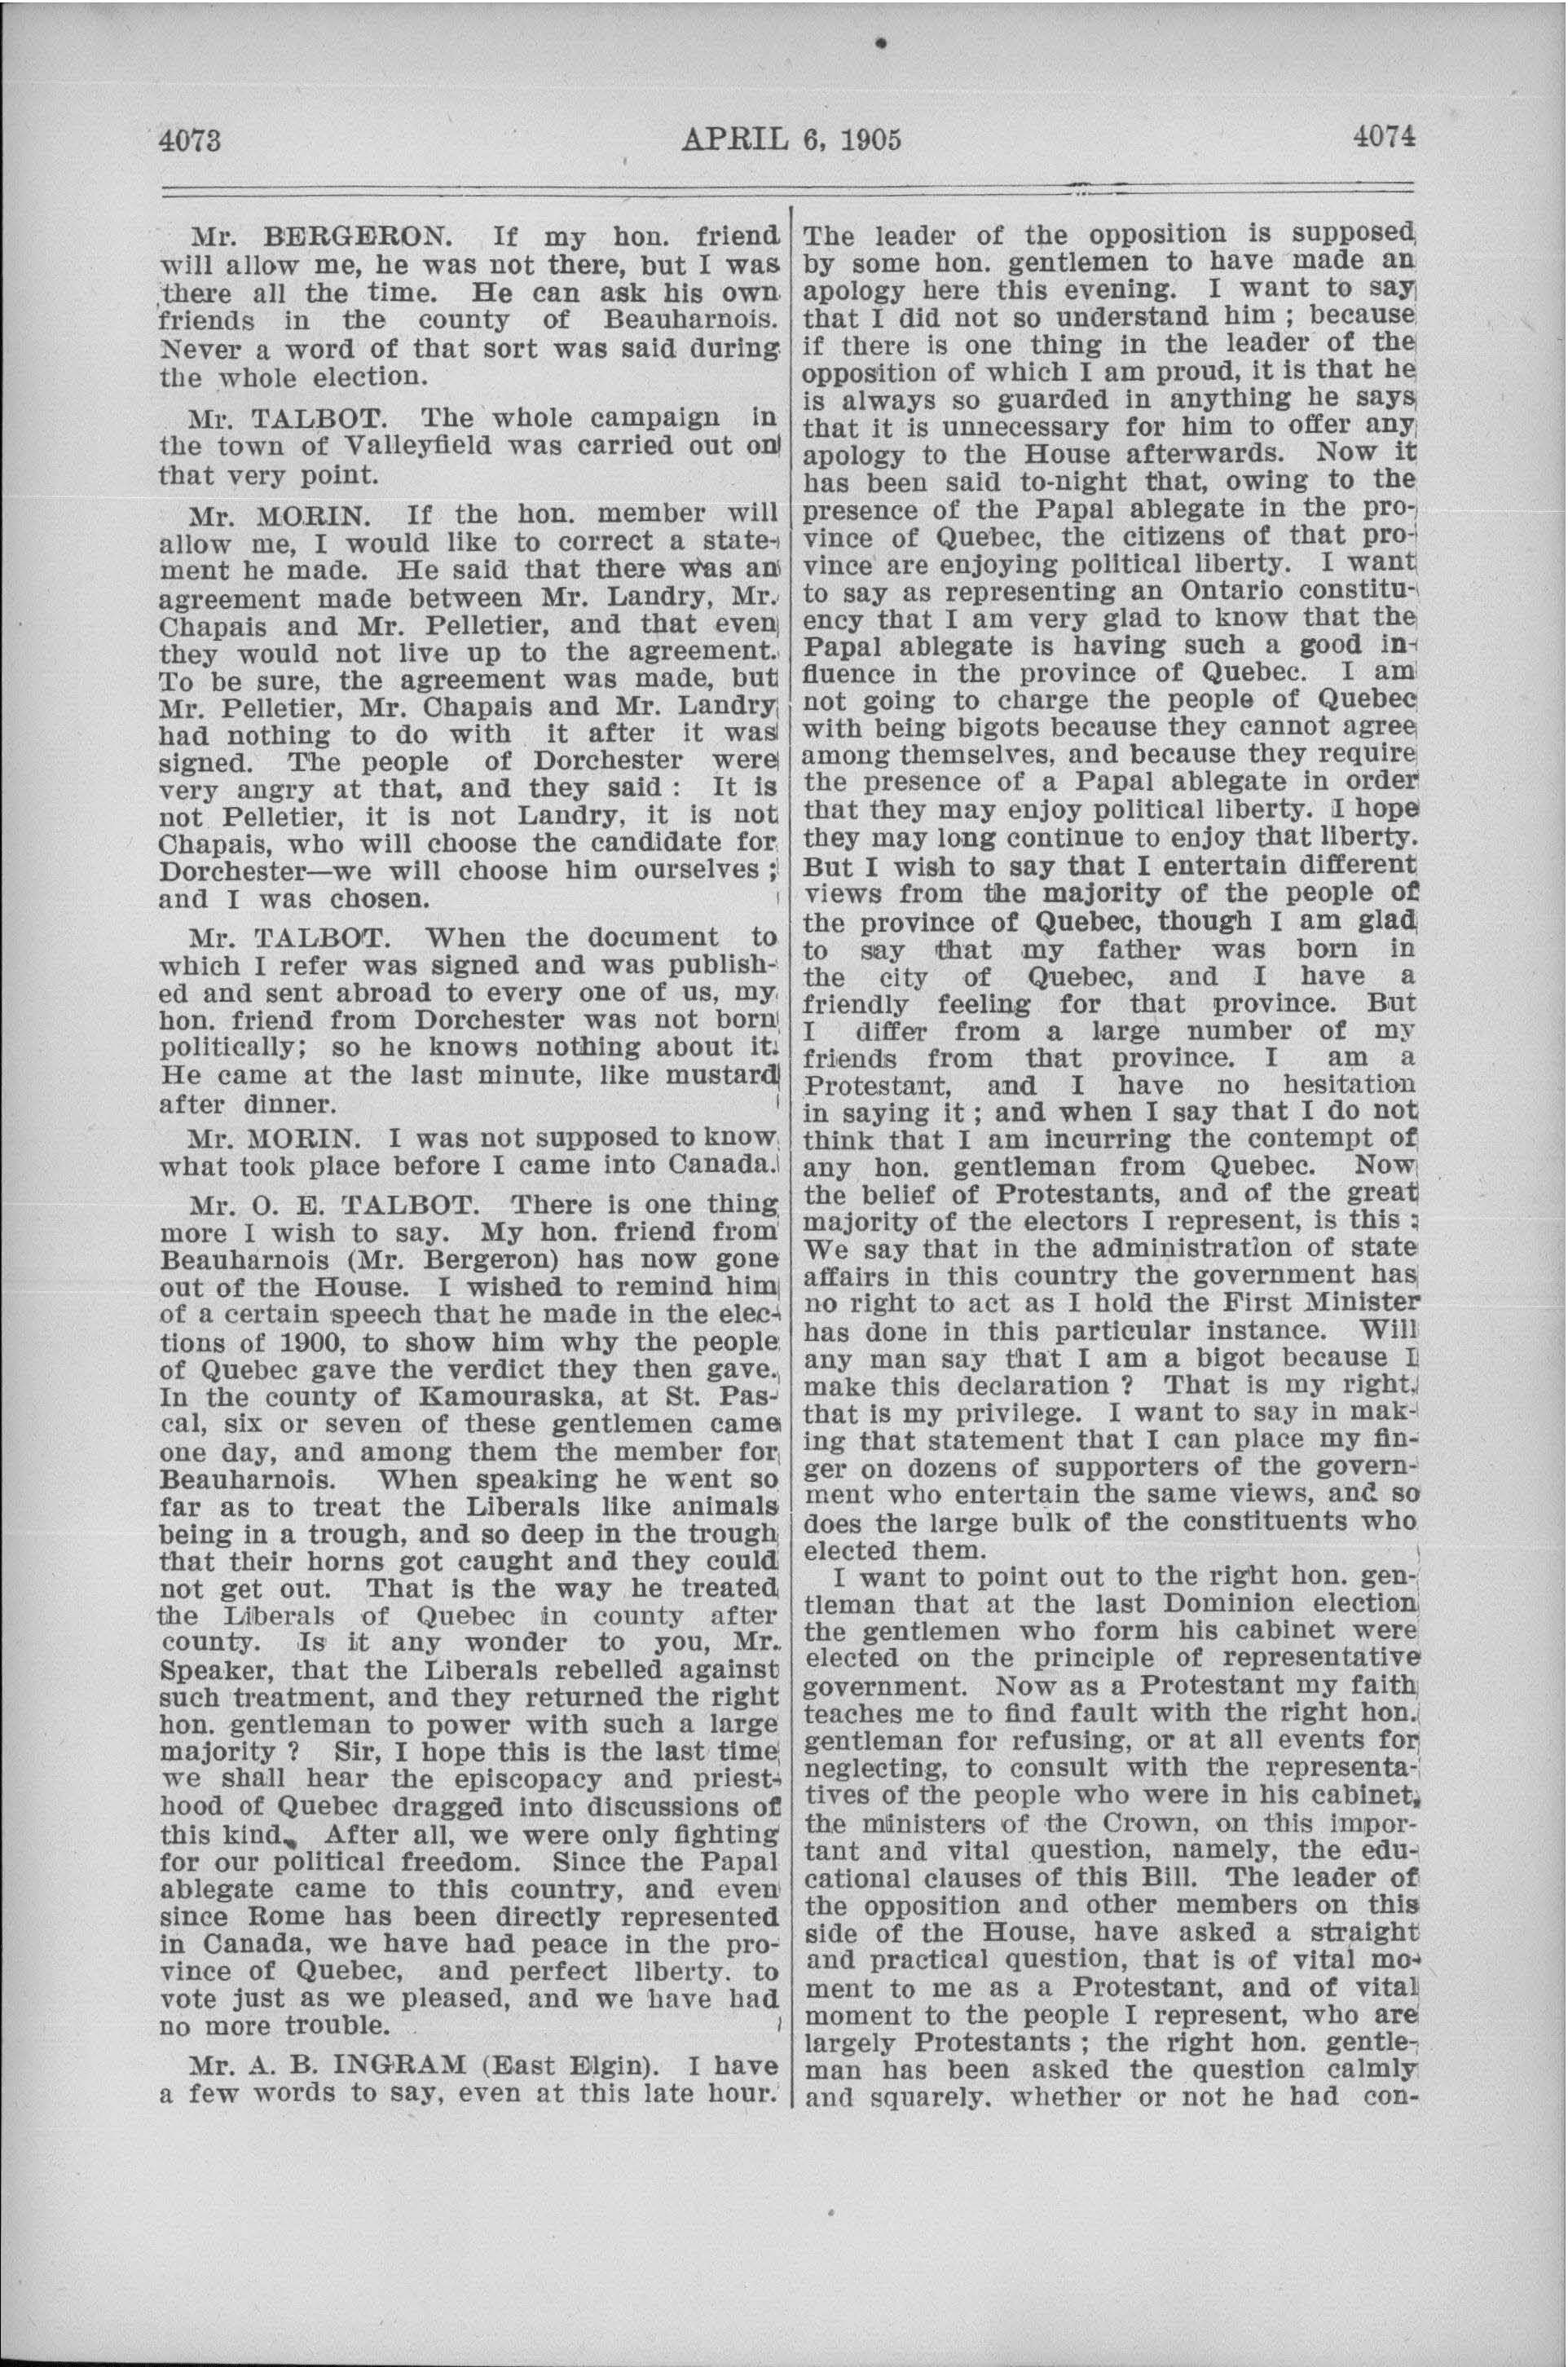 4073 APRIL 6, 1905 4074
Mr. BERGERON. If my hon. friend
will allow me, he was not there, but I was
there all the time. He can ask his own
friends in the county of Beauharnois.
Never a word of that sort was said during
the whole election.
Mr. TALBOT. The whole campaign in
the town of Valleyfield was carried out on
that very point.
Mr. MORIN. If the hon. member will
allow me, I would like to correct a state-
ment he made. He said that there was an
agreement made between Mr. Landry, Mr.
Chapais and Mr. Pelletier, and that even
they would not live up to the agreement.
To be sure, the agreement was made, but
Mr. Pelletier, Mr. Chapais and Mr. Landry
had nothing to do with it after it was
signed. The people of Dorchester were
very angry at that, and they said : It is
not Pelletier, it is not Landry, it is not
Chapais, who will choose the candidate for
Dorchester—we will choose him ourselves ;
and I was chosen.
Mr. TALBOT. When the document to
which I refer was signed and was publish-
ed and sent abroad to every one of us, my
hon. friend from Dorchester was not born
politically; so he knows nothing about it.
He came at the last minute, like mustard
after dinner.
Mr. MORIN. I was not supposed to know
what took place before I came into Canada.
Mr. O. E. TALBOT. There is one thing
more I wish to say. My hon. friend from
Beauharnois (Mr. Bergeron) has now gone
out of the House. I wished to remind him
of a certain speech that he made in the elec-
tions of 1900, to show him why the people
of Quebec gave the verdict they then gave.
In the county of Kamouraska, at St. Pas-
cal, six or seven of these gentlemen came
one day, and among them the member for
Beauharnois. When speaking he went so
far as to treat the Liberals like animals
being in a trough, and so deep in the trough
that their horns got caught and they could
not get out. That is the way he treated
the Liberals of Quebec in county after
county. Is it any wonder to you, Mr.
Speaker, that the Liberals rebelled against
such treatment, and they returned the right
hon. gentleman to power with such a large
majority ? Sir, I hope this is the last time
we shall hear the episcopacy and priest-
hood of Quebec dragged into discussions of
this kind. After all, we were only fighting
for our political freedom. Since the Papal
ablegate came to this country, and even
since Rome has been directly represented
in Canada, we have had peace in the pro-
vince of Quebec, and perfect liberty. to
vote just as we pleased, and we have had
no more trouble.
Mr. A. B. INGRAM (East Elgin). I have
a few words to say, even at this late hour.
The leader of the opposition is supposed
by some hon. gentlemen to have made an
apology here this evening. I want to say
that I did not so understand him ; because
if there is one thing in the leader of the
opposition of which I am proud, it is that he
is always so guarded in anything he says
that it is unnecessary for him to offer any
apology to the House afterwards. Now it
has been said to-night that, owing to the
presence of the Papal ablegate in the pro-
vince of Quebec, the citizens of that pro-
vince are enjoying political liberty. I want
to say as representing an Ontario constitu-
ency that I am very glad to know that the
Papal ablegate is having such a good in-
fluence in the province of Quebec. I am
not going to charge the people of Quebec
with being bigots because they cannot agree
among themselves, and because they require
the presence of a Papal ablegate in order
that they may enjoy political liberty. I hope
they may long continue to enjoy that liberty.
But I wish to say that I entertain different
views from the majority of the people of
the province of Quebec, though I am glad
to say that my father was born in
the city of Quebec, and I have a
friendly feeling for that province. But
I differ from a large number of my
friends from that province. I am a
Protestant, and I have no hesitation
in saying it ; and when I say that I do not
think that I am incurring the contempt of
any hon. gentleman from Quebec. Now
the belief of Protestants, and of the great
majority of the electors I represent, is this :
We say that in the administration of state
affairs in this country the government has
no right to act as I hold the First Minister
has done in this particular instance. Will
any man say that I am a bigot because I
make this declaration ? That is my right,
that is my privilege. I want to say in mak-
ing that statement that I can place my fin-
ger on dozens of supporters of the govern-
ment who entertain the same views, and so
does the large bulk of the constituents who
elected them.
I want to point out to the right hon. gen-
tleman that at the last Dominion election
the gentlemen who form his cabinet were
elected on the principle of representative
government. Now as a Protestant my faith
teaches me to find fault with the right hon.
gentleman for refusing, or at all events for
neglecting, to consult with the representa-
tives of the people who were in his cabinet,
the ministers of the Crown, on this impor-
tant and vital question, namely, the edu-
cational clauses of this Bill. The leader of
the opposition and other members on this
side of the House, have asked a straight
and practical question, that is of vital mo-
ment to me as a Protestant, and of vital
moment to the people I represent, who are
largely Protestants ; the right hon. gentle-
man has been asked the question calmly
and squarely. whether or not he had con-